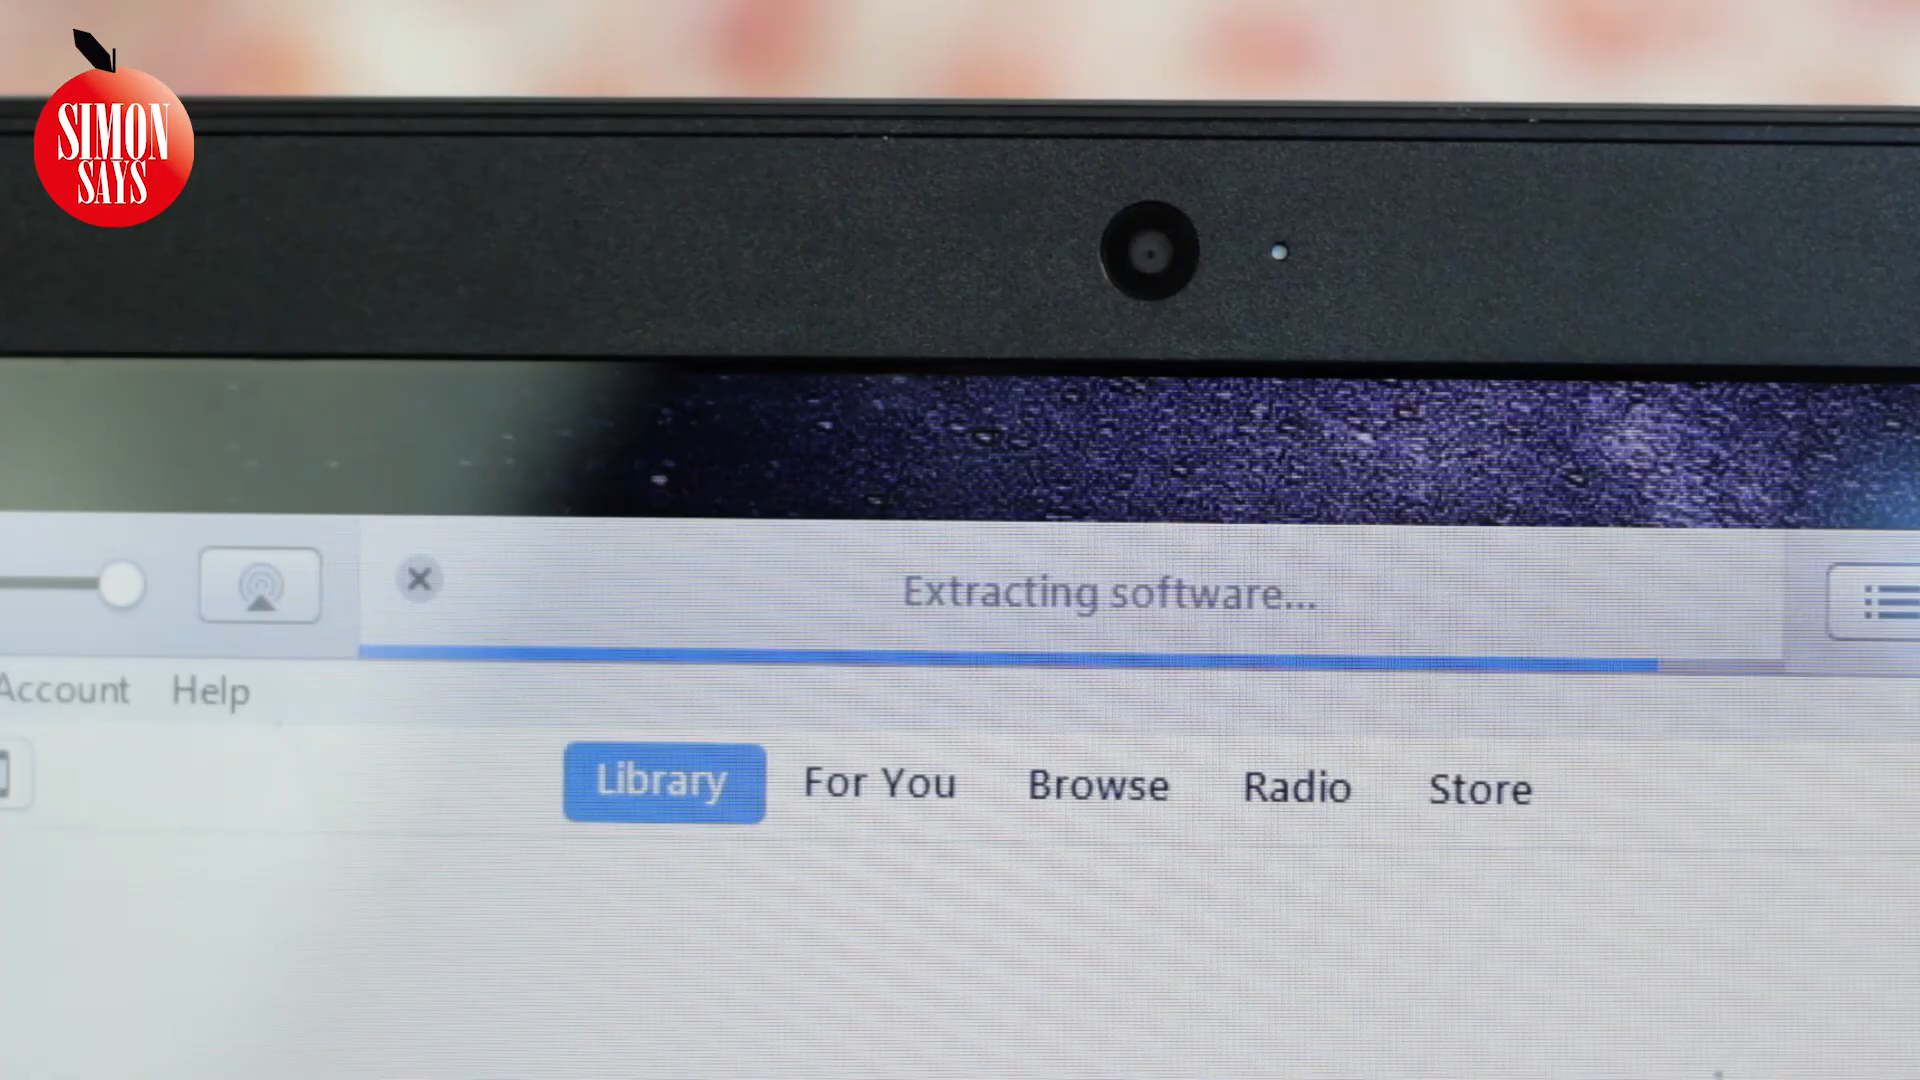 SIMON
SAYS
Extracting software...
Account Help
Library For You Browse Radio Store